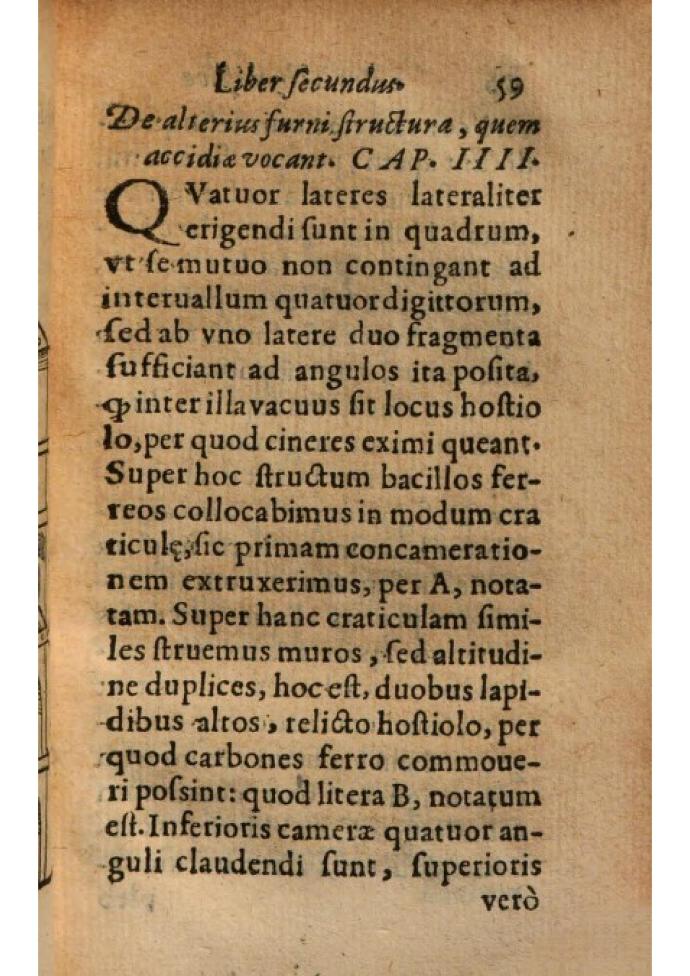 Liber ſecundus. 59
De alterius furni ſtructura, quem
accidiæ vocant. CAP. IIII.
QVatuor lateres lateraliter
erigendi ſunt in quadrum,
vt ſe mutuo non contingant ad
interuallum quatuor digittorum,
ſed ab vno latere duo fragmenta
ſufficiant ad angulos ita poſita,
ꝙ inter illa vacuus ſit locus hoſtio
lo, per quod cineres eximi queant.
Super hoc ſtructum bacillos fer-
reos collocabimus in modum cra
ticulę, ſic primam concameratio-
nem extruxerimus, per A, nota-
tam. Super hanc craticulam ſimi-
les ſtruemus muros, ſed altitudi-
ne duplices, hoc eſt, duobus lapi-
dibus altos, relicto hoſtiolo, per
quod carbones ferro commoue-
ri poſsint: quod litera B, notatum
eſt. Inferioris cameræ quatuor an-
guli claudendi ſunt, ſuperioris
verò